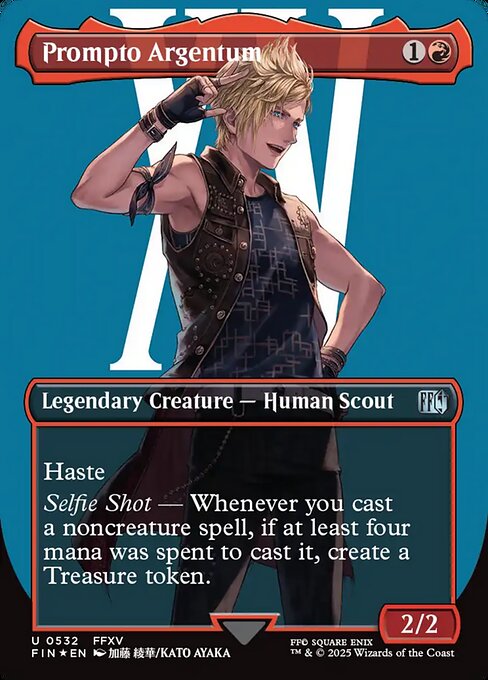 XV
Prompto Argentum 1
Legendary Creature — Human Scout
Haste
Selfie Shot — Whenever you cast
a noncreature spell, if at least four
mana was spent to cast it, create a
Treasure token.
2/2
U 0532 FFXV
FIN★EN 加藤 綾華/KATO AYAKA
FF© SQUARE ENIX
™ & © 2025 Wizards of the Coast